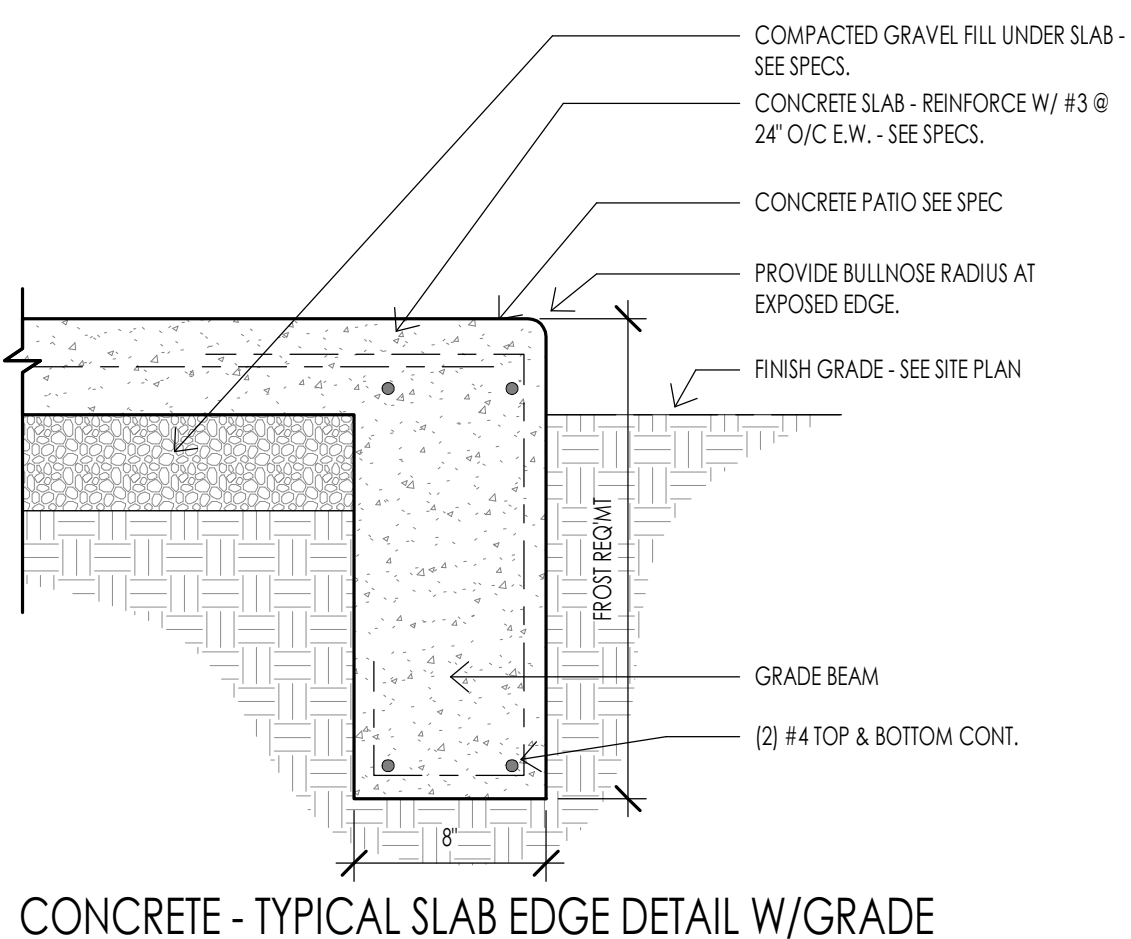 COMPACTED GRAVEL FILL UNDER SLAB -
SEE SPECS.
CONCRETE SLAB - REINFORCE W/ #3 @
24" O/C E.W. - SEE SPECS.
CONCRETE PATIO SEE SPEC
PROVIDE BULLNOSE RADIUS AT
EXPOSED EDGE.
FINISH GRADE - SEE SITE PLAN
FROST REQ'MT
GRADE BEAM
(2) #4 TOP & BOTTOM CONT.
8"
CONCRETE - TYPICAL SLAB EDGE DETAIL W/GRADE